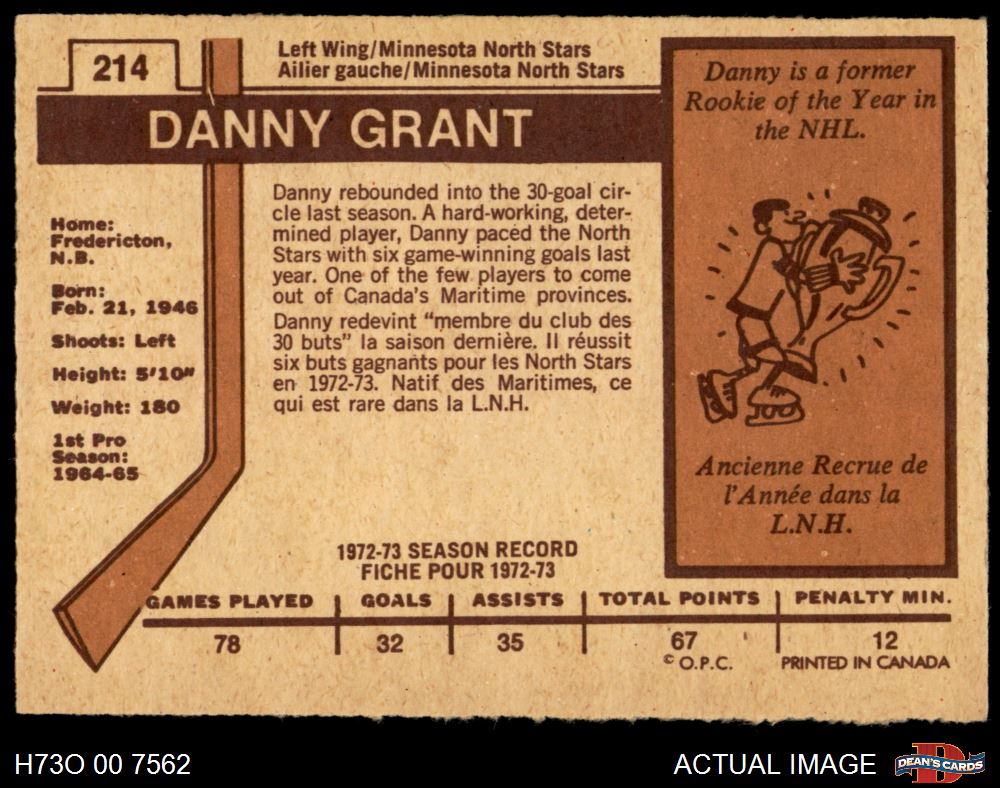 214
Left Wing/Minnesota North Stars
Ailier gauche/Minnesota North Stars
DANNY GRANT
Home:
Fredericton,
N.B.
Born:
Feb. 21, 1946
Shoots: Left
Height: 5'10"
Weight: 180
1st Pro
Season:
1964-65
Danny rebounded into the 30-goal cir-
cle last season. A hard-working, deter-
mined player, Danny paced the North
Stars with six game-winning goals last
year. One of the few players to come
out of Canada's Maritime provinces.
Danny redevint "membre du club des
30 buts" la saison dernière. Il réussit
six buts gagnants pour les North Stars
en 1972-73. Natif des Maritimes, ce
qui est rare dans la L.N.H.
Danny is a former
Rookie of the Year in
the NHL.
Ancienne Recrue de
l'Année dans la
L.N.H.
1972-73 SEASON RECORD
FICHE POUR 1972-73
GAMES PLAYED GOALS ASSISTS TOTAL POINTS PENALTY MIN.
78 32 35 67 12
© O.P.C. PRINTED IN CANADA
H73O 00 7562
ACTUAL IMAGE
DEAN'S CARDS